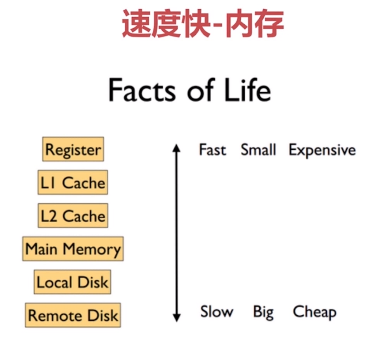 速度快-内存
Facts of Life
Register
L1 Cache
L2 Cache
Main Memory
Local Disk
Remote Disk
Fast Small Expensive
Slow Big Cheap